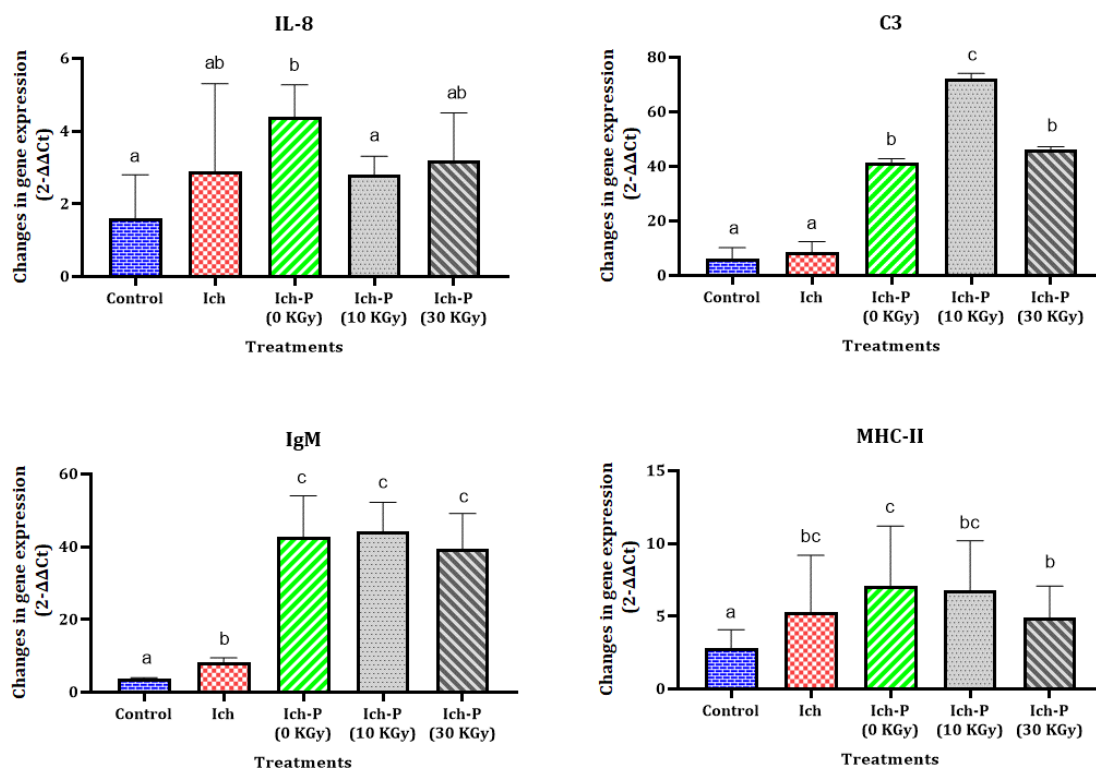 IL-8
Changes in gene expression
(2-ΔΔCt)
6
4
2
0
a
ab
b
a
ab
Control
Ich
Ich-P
(0 KGy)
Ich-P
(10 KGy)
Ich-P
(30 KGy)
Treatments
C3
Changes in gene expression
(2-ΔΔCt)
80
60
40
20
0
a
a
b
c
b
Control
Ich
Ich-P
(0 KGy)
Ich-P
(10 KGy)
Ich-P
(30 KGy)
Treatments
IgM
Changes in gene expression
(2-ΔΔCt)
60
40
20
0
a
b
c
c
c
Control
Ich
Ich-P
(0 KGy)
Ich-P
(10 KGy)
Ich-P
(30 KGy)
Treatments
MHC-II
Changes in gene expression
(2-ΔΔCt)
15
10
5
0
a
bc
c
bc
b
Control
Ich
Ich-P
(0 KGy)
Ich-P
(10 KGy)
Ich-P
(30 KGy)
Treatments